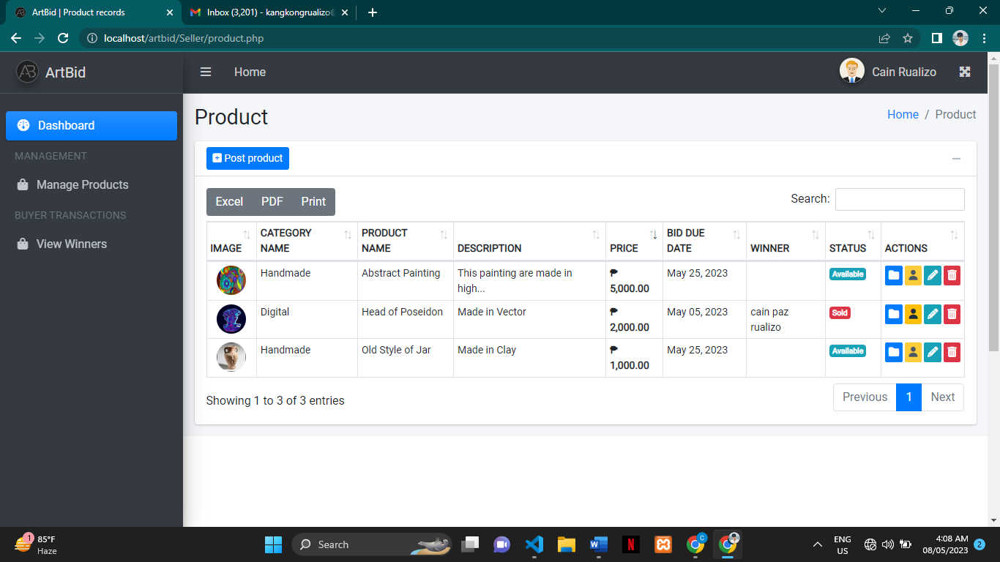 ArtBid | Product records
Inbox (3,201) - kangkongrualizo@
localhost/artbid/Seller/product.php
AB ArtBid
Home
Cain Rualizo
Dashboard
MANAGEMENT
Manage Products
BUYER TRANSACTIONS
View Winners
Product
Home / Product
Post product
Excel PDF Print
Search:
IMAGE CATEGORY NAME PRODUCT NAME DESCRIPTION PRICE BID DUE DATE WINNER STATUS ACTIONS
Handmade Abstract Painting This painting are made in high... ₱ 5,000.00 May 25, 2023 Available
Digital Head of Poseidon Made in Vector ₱ 2,000.00 May 05, 2023 cain paz rualizo Sold
Handmade Old Style of Jar Made in Clay ₱ 1,000.00 May 25, 2023 Available
Showing 1 to 3 of 3 entries
Previous 1 Next
1
85°F
Haze
Search
W
N
C
ENG
US
4:08 AM
08/05/2023
2